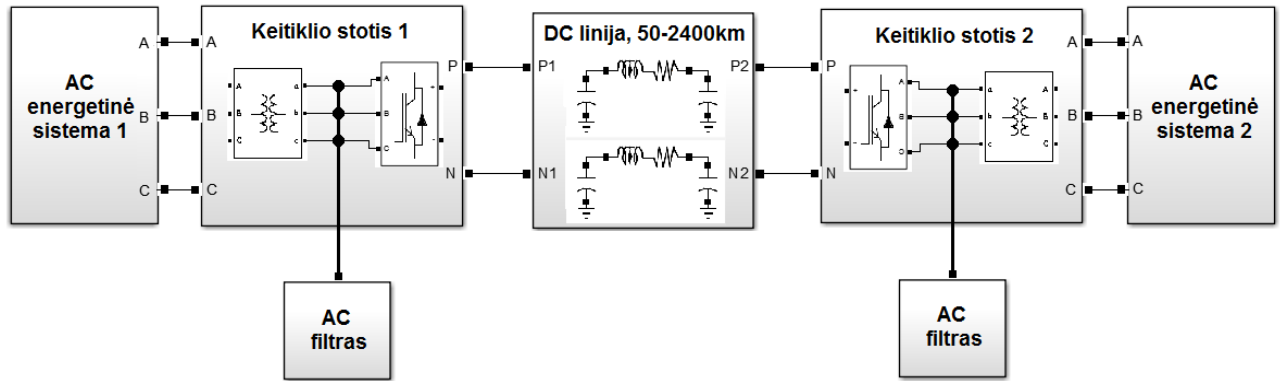 AC
energetinė
sistema 1
A
B
C
A
B
C
Keitiklio stotis 1
A
B
C
a
b
c
A
B
C
+
-
P
N
AC
filtras
DC linija, 50-2400km
P1
N1
P2
N2
Keitiklio stotis 2
P
N
+
-
A
B
C
a
b
c
A
B
C
A
B
C
AC
filtras
A
B
C
AC
energetinė
sistema 2